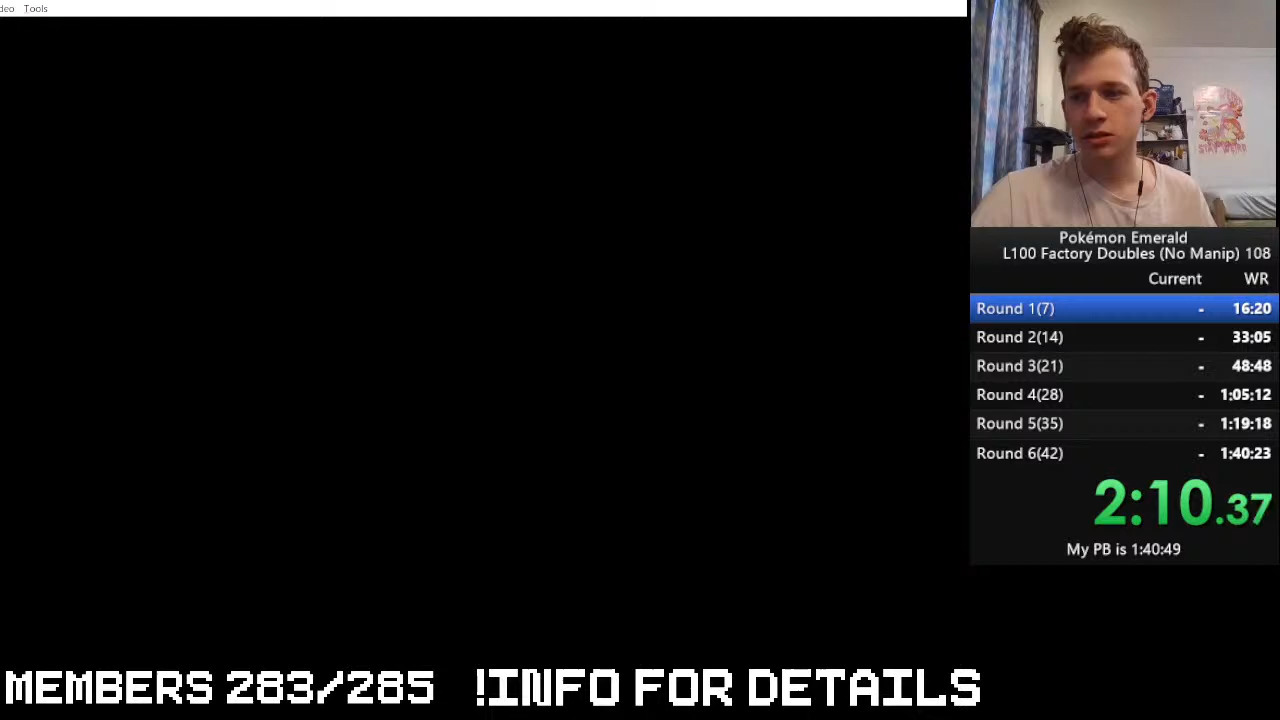 deo Tools
STAY WEIRD
Pokémon Emerald
L100 Factory Doubles (No Manip) 108
Current WR
Round 1(7) - 16:20
Round 2(14) - 33:05
Round 3(21) - 48:48
Round 4(28) - 1:05:12
Round 5(35) - 1:19:18
Round 6(42) - 1:40:23
2:10.37
My PB is 1:40:49
MEMBERS 283/285 !INFO FOR DETAILS